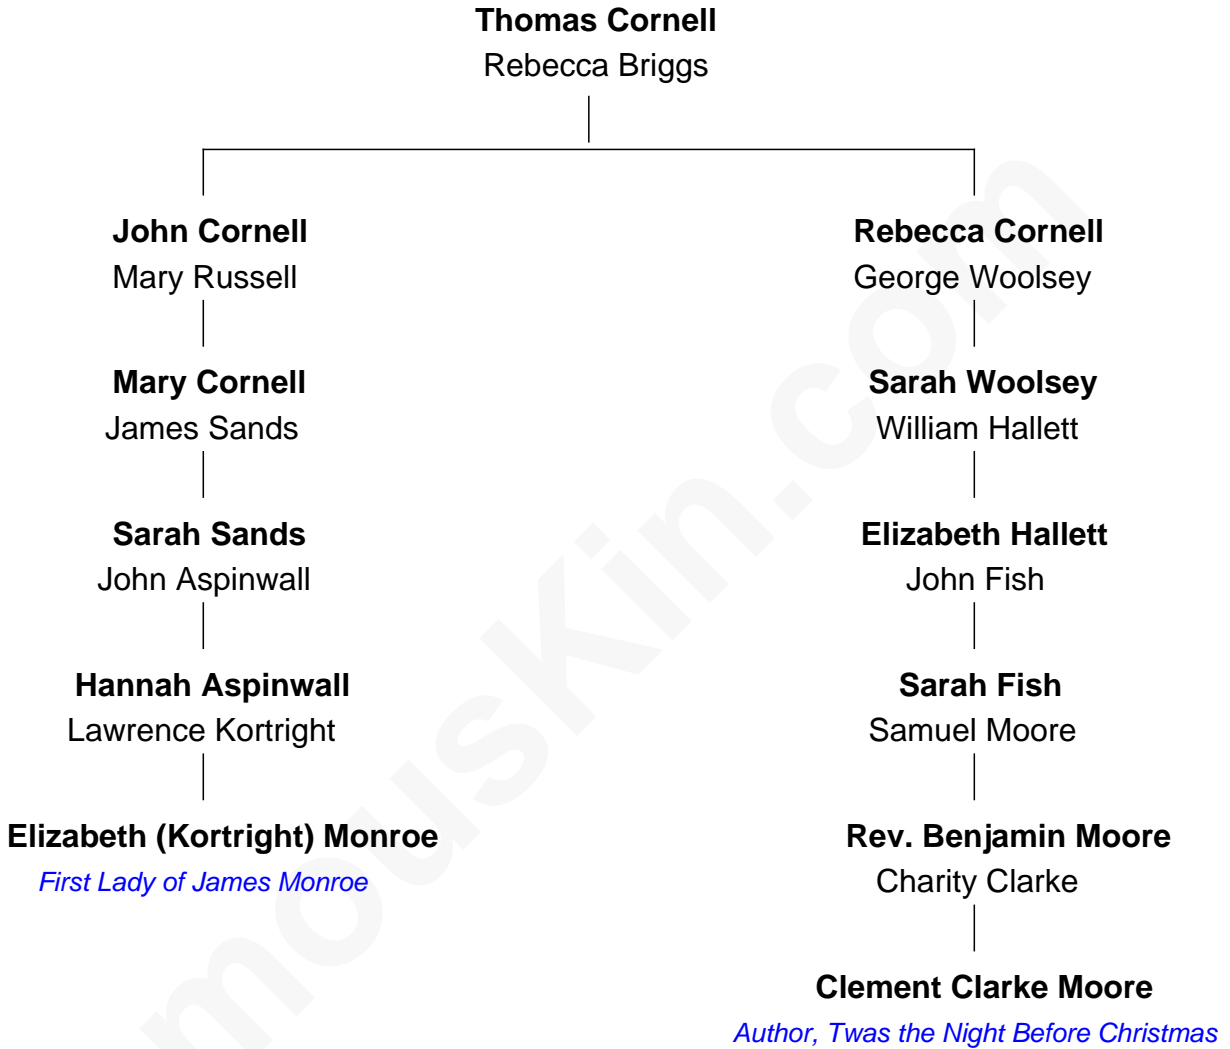 Thomas Cornell
Rebecca Briggs
John Cornell
Mary Russell
Rebecca Cornell
George Woolsey
Mary Cornell
James Sands
Sarah Woolsey
William Hallett
Sarah Sands
John Aspinwall
Elizabeth Hallett
John Fish
Hannah Aspinwall
Lawrence Kortright
Sarah Fish
Samuel Moore
Elizabeth (Kortright) Monroe
First Lady of James Monroe
Rev. Benjamin Moore
Charity Clarke
Clement Clarke Moore
Author, Twas the Night Before Christmas
mousKin.com